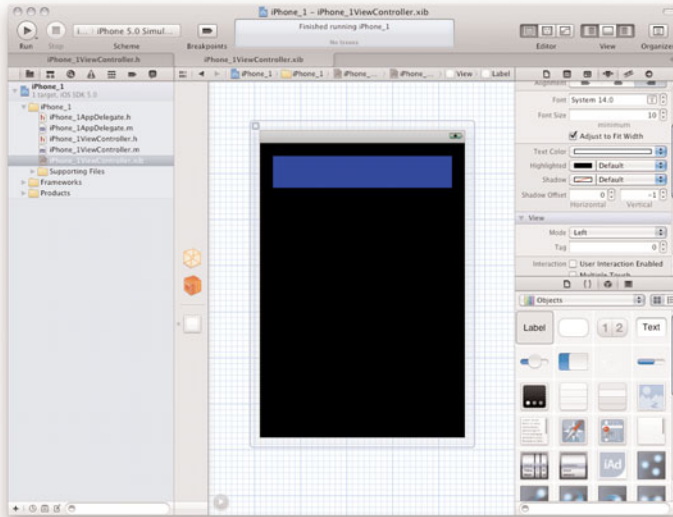 iPhone_1 - iPhone_1ViewController.xib
Run
Stop
i... iPhone 5.0 Simul...
Scheme
Breakpoints
Finished running iPhone_1
No Issues
Editor
View
Organizer
iPhone_1ViewController.h
iPhone_1ViewController.xib
iPhone_1
iPhone_1
iPhone_...
iPhone_...
View
Label
iPhone_1
1 target, iOS SDK 5.0
iPhone_1
iPhone_1AppDelegate.h
iPhone_1AppDelegate.m
iPhone_1ViewController.h
iPhone_1ViewController.m
iPhone_1ViewController.xib
Supporting Files
Frameworks
Products
Alignment
Font System 14.0
Font Size 10
minimum
Adjust to Fit Width
Text Color
Highlighted Default
Shadow Default
Shadow Offset 0 -1
Horizontal Vertical
View
Mode Left
Tag 0
Interaction User Interaction Enabled
Multiple Touch
Objects
Label
1 2
Text
iAd